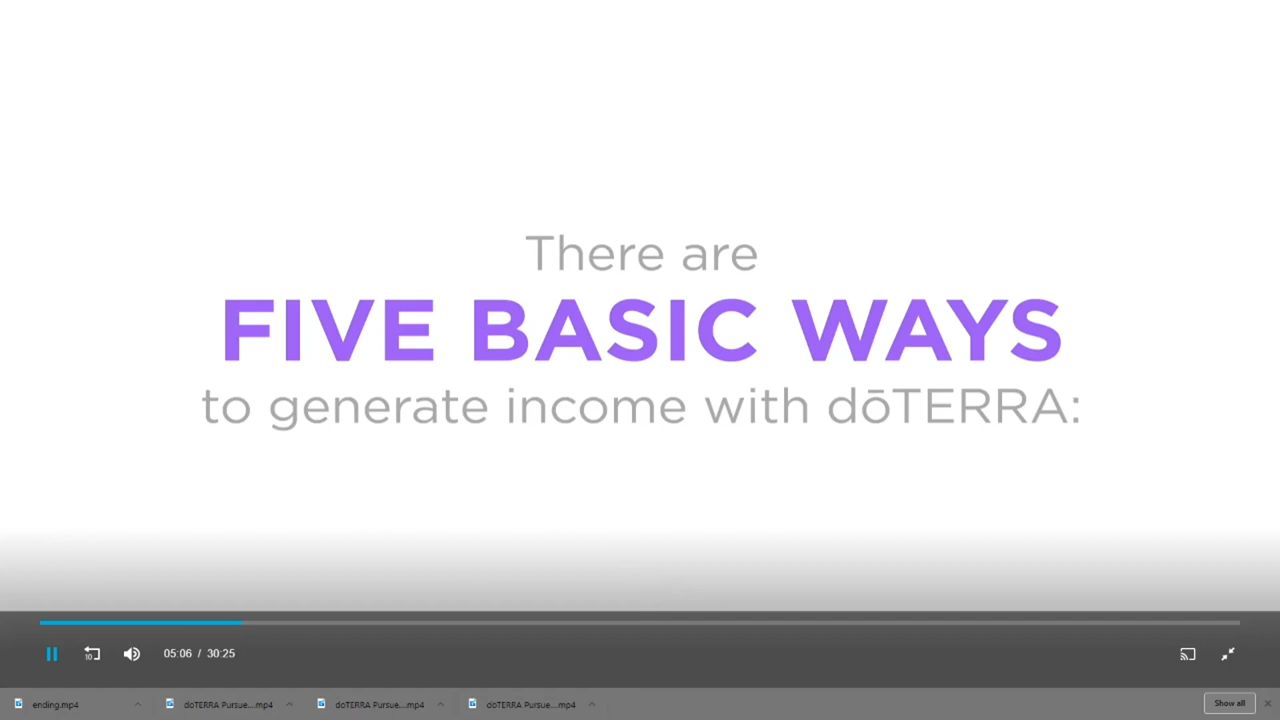 There are
FIVE BASIC WAYS
to generate income with dōTERRA:
10
05:06 / 30:25
ending.mp4
doTERRA Pursue....mp4
doTERRA Pursue....mp4
doTERRA Pursue....mp4
Show all